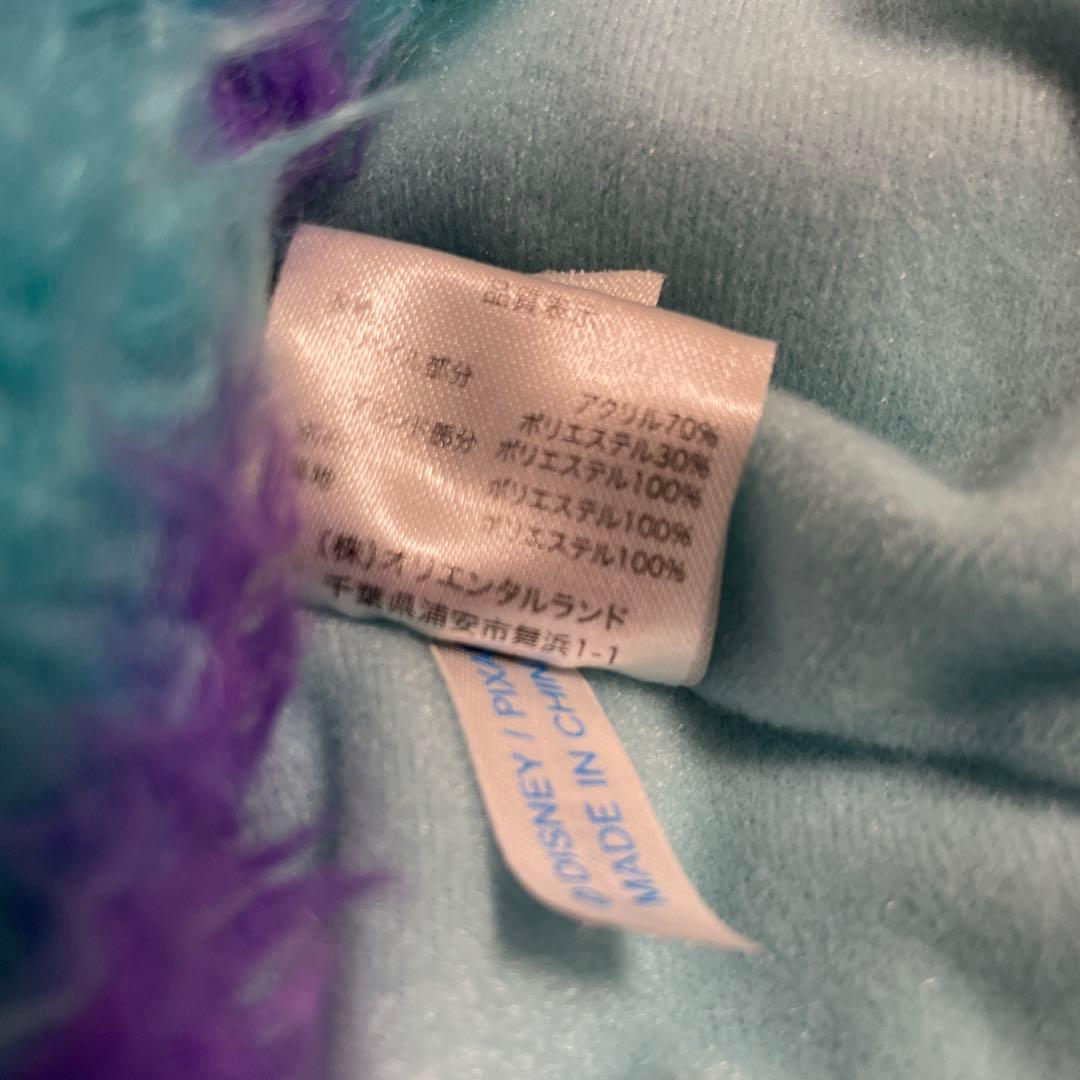 品質表示
部分 アクリル70%
ポリエステル30%
部分 ポリエステル100%
ポリエステル100%
ポリエステル100%
(株)オリエンタルランド
千葉県浦安市舞浜1-1
© DISNEY / PIXA
MADE IN CHIN